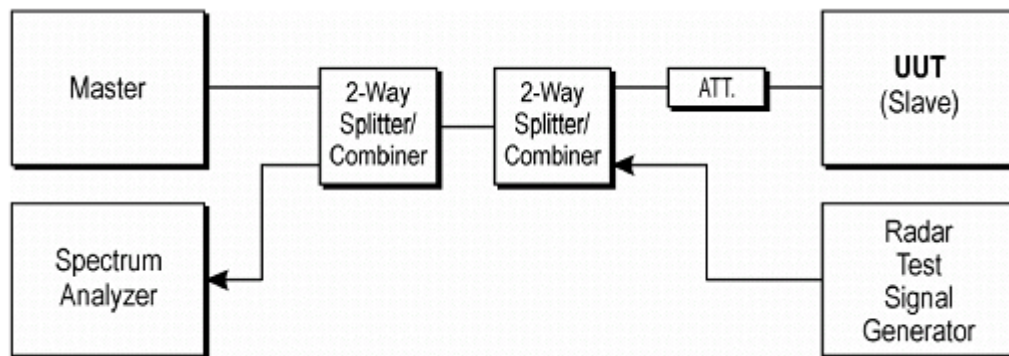 Master
2-Way
Splitter/
Combiner
2-Way
Splitter/
Combiner
ATT.
UUT
(Slave)
Spectrum
Analyzer
Radar
Test
Signal
Generator